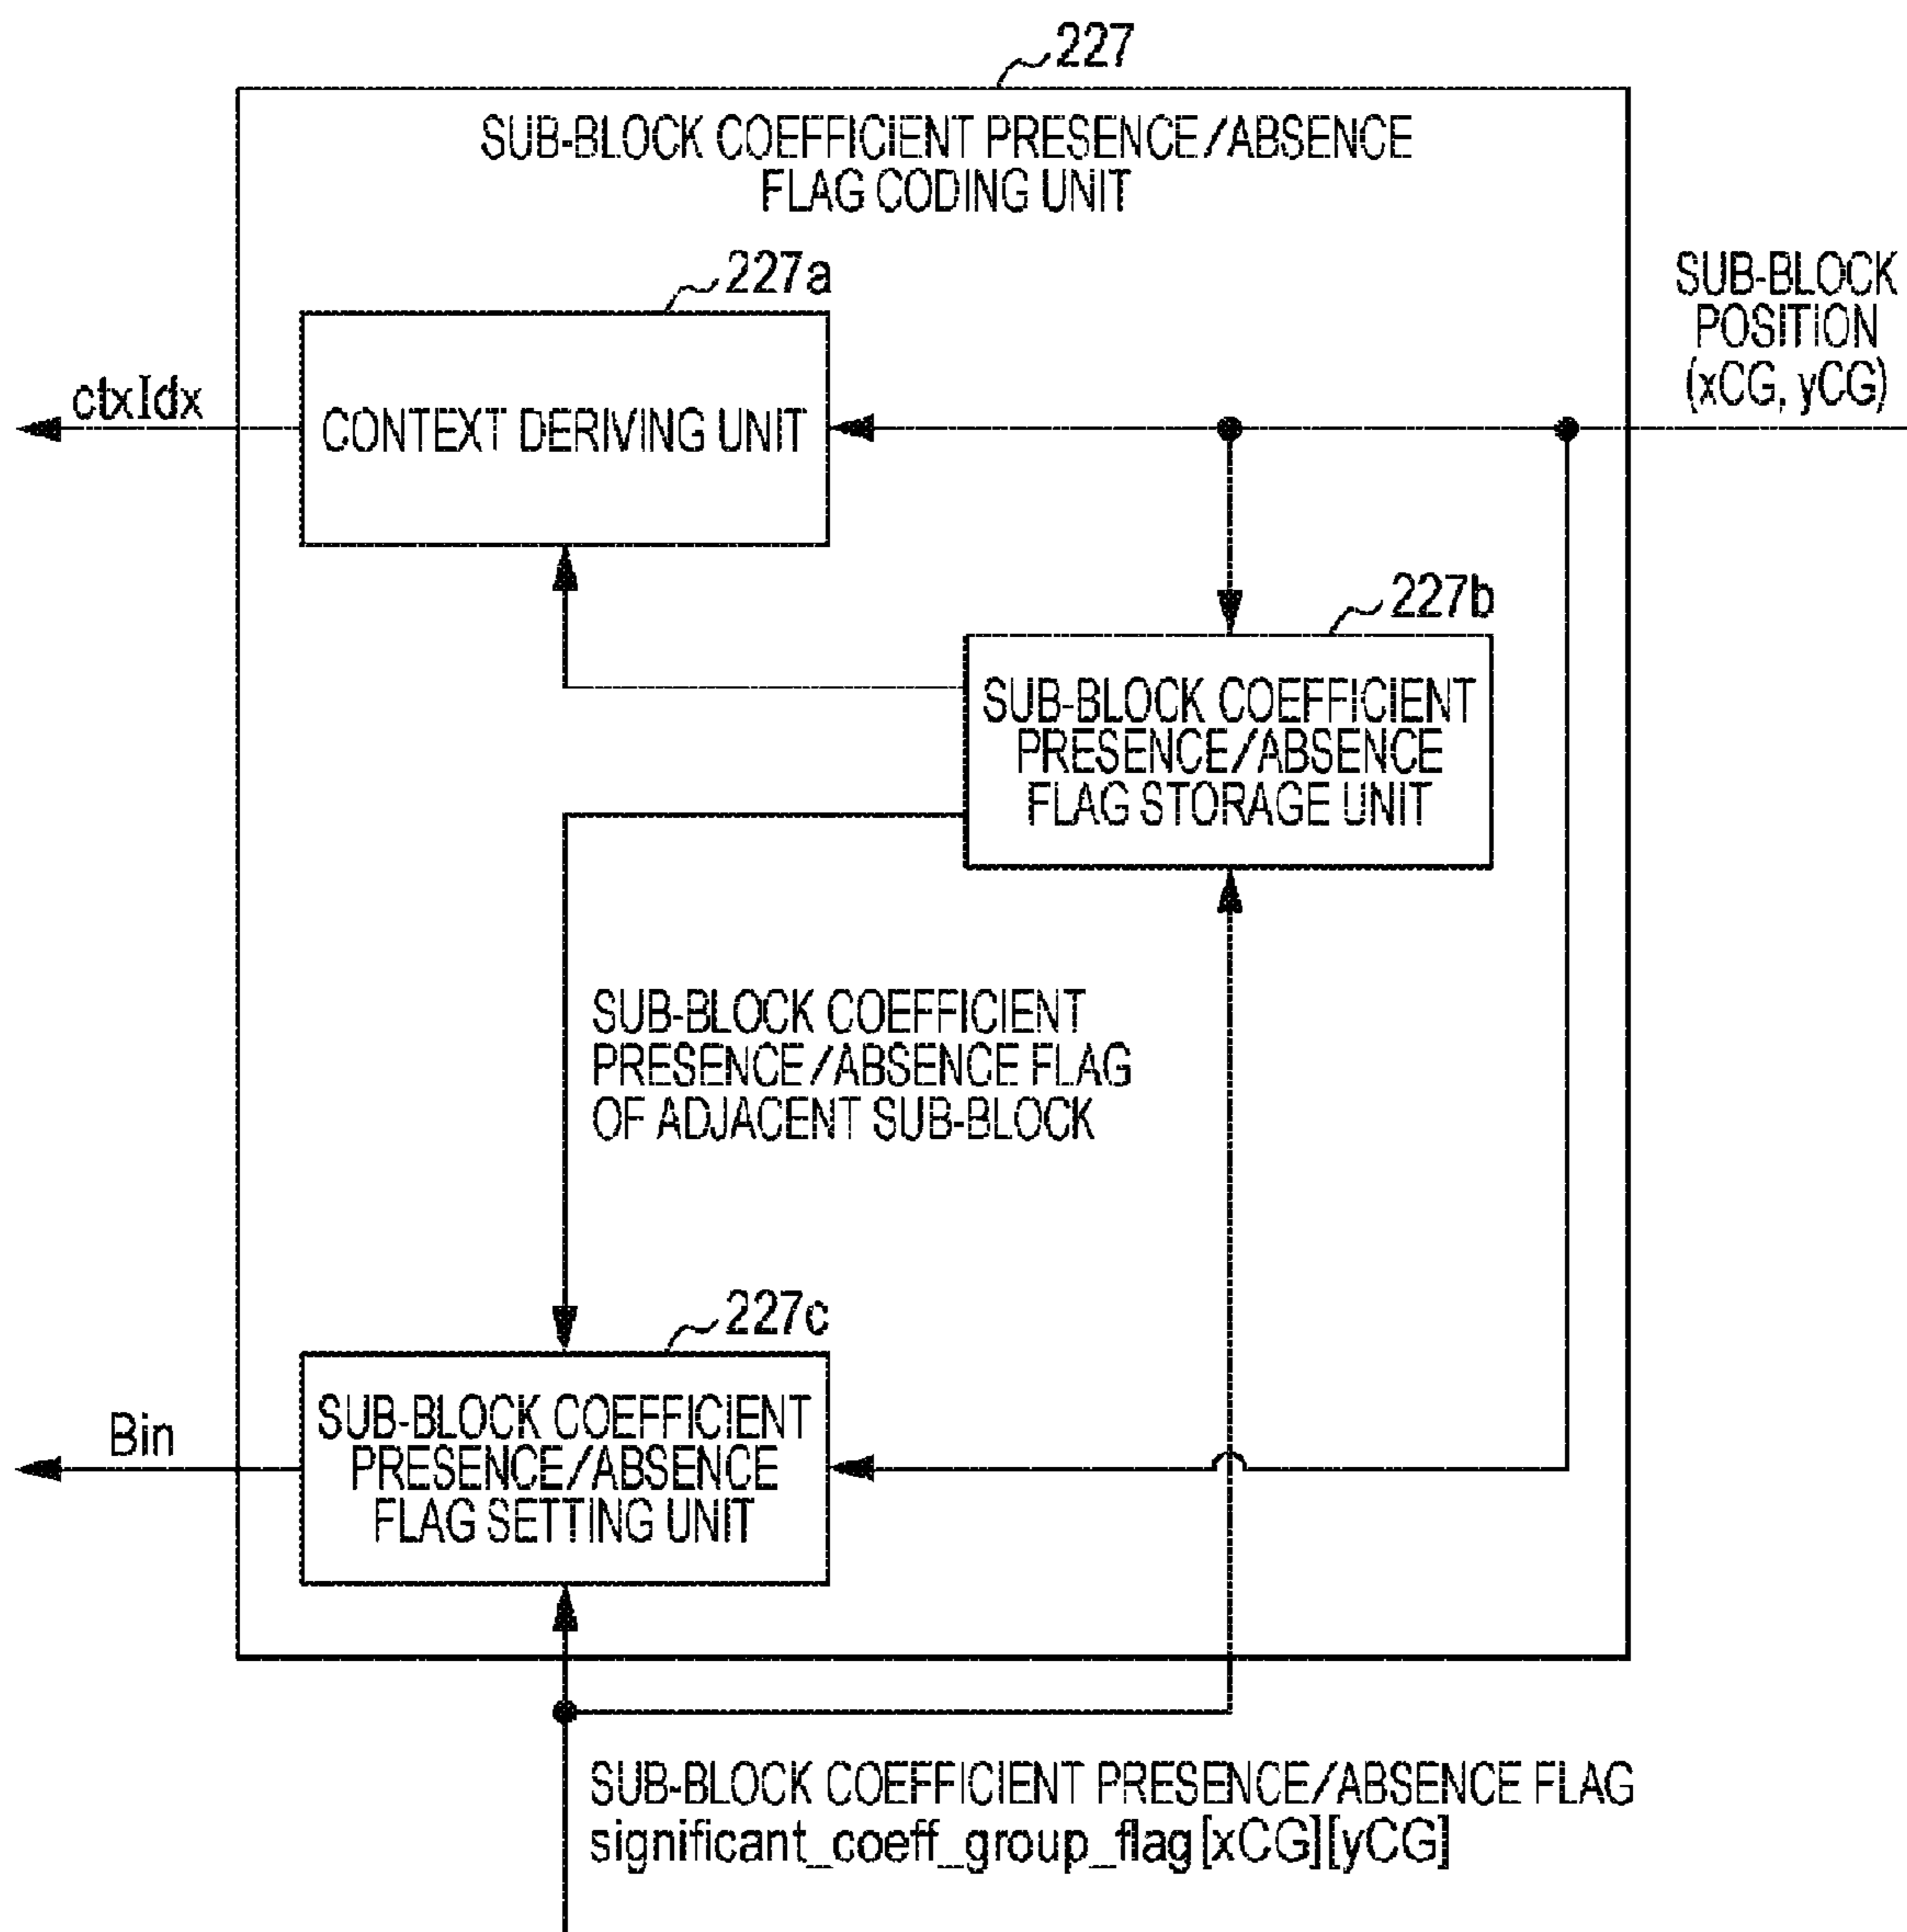 227
SUB-BLOCK COEFFICIENT PRESENCE/ABSENCE
FLAG CODING UNIT
227a
SUB-BLOCK
POSITION
(xCG, yCG)
ctxIdx
CONTEXT DERIVING UNIT
227b
SUB-BLOCK COEFFICIENT
PRESENCE/ABSENCE
FLAG STORAGE UNIT
SUB-BLOCK COEFFICIENT
PRESENCE/ABSENCE FLAG
OF ADJACENT SUB-BLOCK
227c
Bin
SUB-BLOCK COEFFICIENT
PRESENCE/ABSENCE
FLAG SETTING UNIT
SUB-BLOCK COEFFICIENT PRESENCE/ABSENCE FLAG
significant_coeff_group_flag[xCG][yCG]